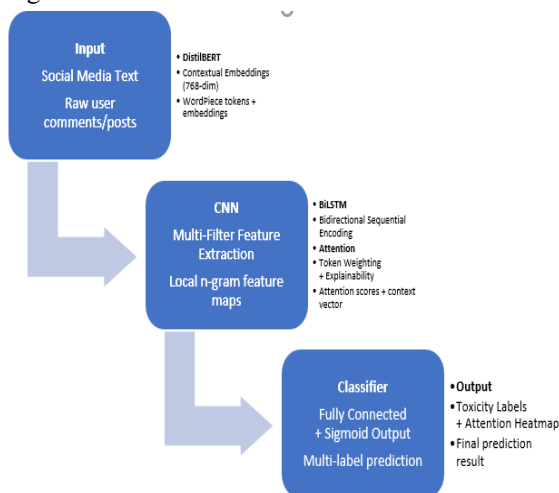 Input
Social Media Text
Raw user
comments/posts
• DistilBERT
• Contextual Embeddings
(768-dim)
• WordPiece tokens +
embeddings
CNN
Multi-Filter Feature
Extraction
Local n-gram feature
maps
• BiLSTM
• Bidirectional Sequential
Encoding
• Attention
• Token Weighting
+ Explainability
• Attention scores + context
vector
Classifier
Fully Connected
+ Sigmoid Output
Multi-label prediction
• Output
• Toxicity Labels
+ Attention Heatmap
• Final prediction
result